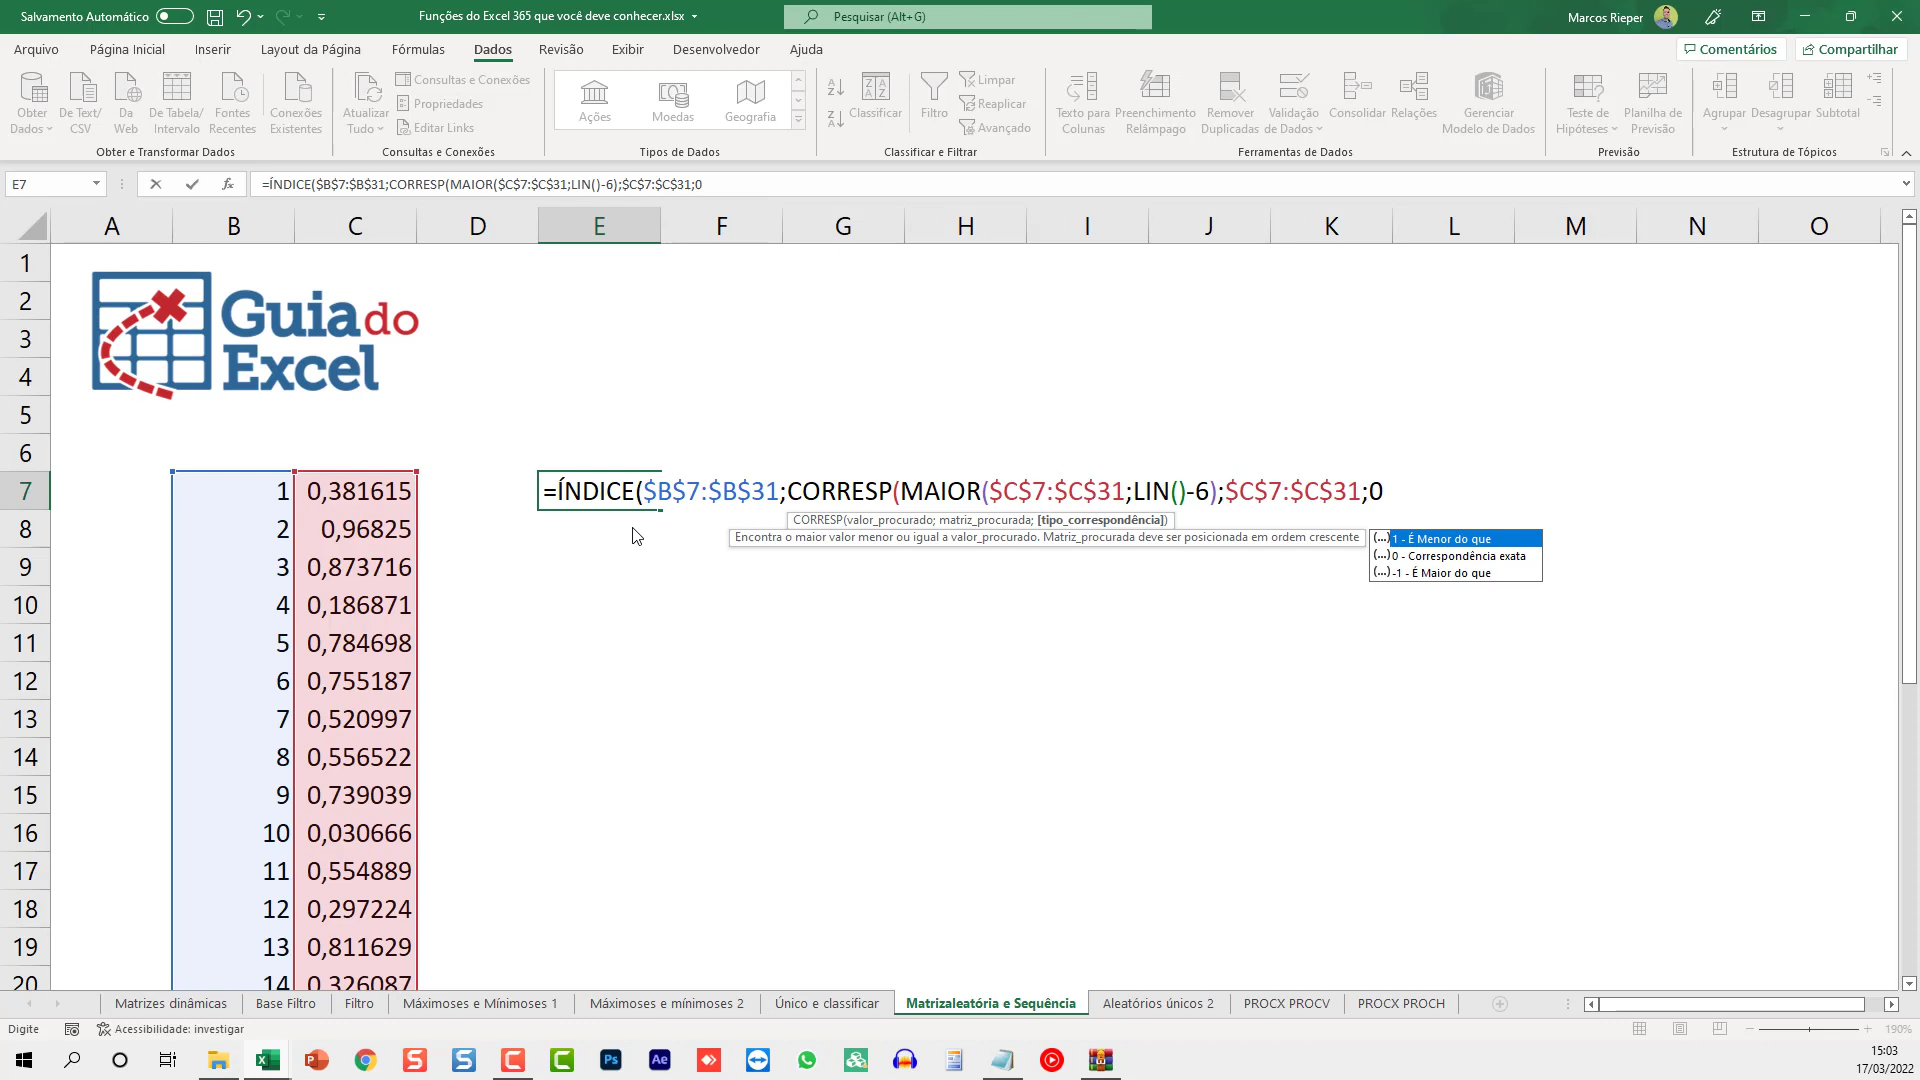 Salvamento Automático
Funções do Excel 365 que você deve conhecer.xlsx
Pesquisar (Alt+G)
Marcos Rieper
Arquivo Página Inicial Inserir Layout da Página Fórmulas Dados Revisão Exibir Desenvolvedor Ajuda
Comentários Compartilhar
Obter Dados
De Text/ CSV
Da Web
De Tabela/ Intervalo
Fontes Recentes
Conexões Existentes
Obter e Transformar Dados
Atualizar Tudo
Consultas e Conexões
Propriedades
Editar Links
Consultas e Conexões
Ações
Moedas
Geografia
Tipos de Dados
Classificar
Filtro
Limpar
Reaplicar
Avançado
Classificar e Filtrar
Texto para Colunas
Preenchimento Relâmpago
Remover Duplicadas
Validação de Dados
Consolidar
Relações
Gerenciar Modelo de Dados
Ferramentas de Dados
Teste de Hipóteses
Planilha de Previsão
Previsão
Agrupar
Desagrupar
Subtotal
Estrutura de Tópicos
E7
fx
=ÍNDICE($B$7:$B$31;CORRESP(MAIOR($C$7:$C$31;LIN()-6);$C$7:$C$31;0
A B C D E F G H I J K L M N O
1
2
3
4
5
6
Guia do
Excel
7 1 0,381615 =ÍNDICE($B$7:$B$31;CORRESP(MAIOR($C$7:$C$31;LIN()-6);$C$7:$C$31;0
CORRESP(valor_procurado; matriz_procurada; [tipo_correspondência])
Encontra o maior valor menor ou igual a valor_procurado. Matriz_procurada deve ser posicionada em ordem crescente
(...) 1 - É Menor do que
(...) 0 - Correspondência exata
(...) -1 - É Maior do que
8 2 0,96825
9 3 0,873716
10 4 0,186871
11 5 0,784698
12 6 0,755187
13 7 0,520997
14 8 0,556522
15 9 0,739039
16 10 0,030666
17 11 0,554889
18 12 0,297224
19 13 0,811629
20 14 0,326087
Matrizes dinâmicas Base Filtro Filtro Máximoses e Mínimoses 1 Máximoses e mínimoses 2 Único e classificar Matrizaleatória e Sequência Aleatórios únicos 2 PROCX PROCV PROCX PROCH
Digite
Acessibilidade: investigar
190%
15:03
17/03/2022